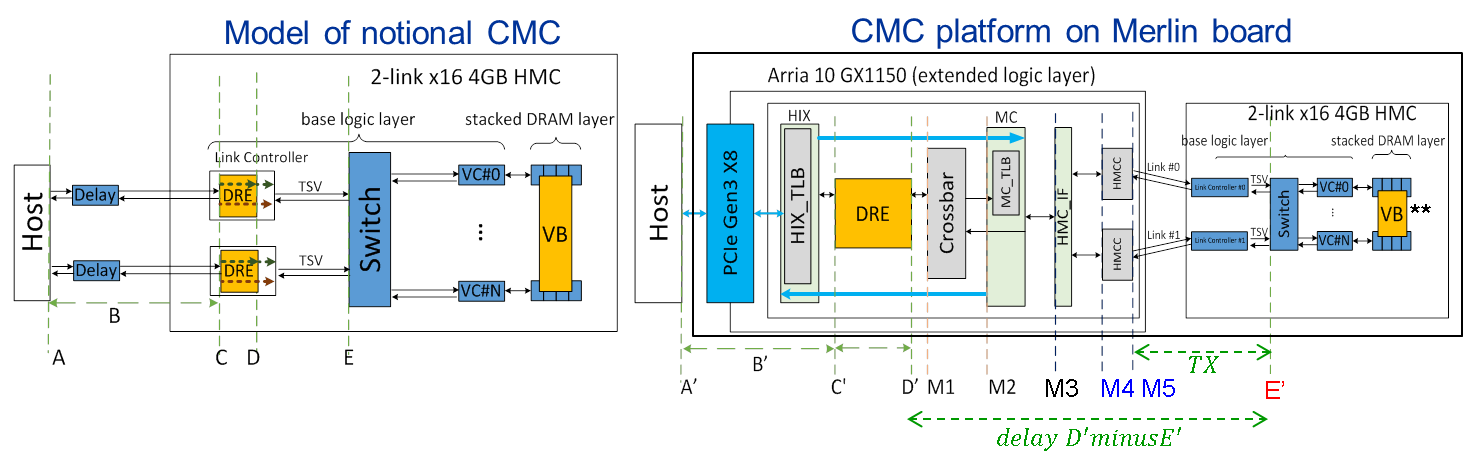 Model of notional CMC
2-link x16 4GB HMC
base logic layer
stacked DRAM layer
Link Controller
Host
Delay
DRE
TSV
Switch
VC#0
...
VB
Delay
DRE
TSV
VC#N
B
A
C
D
E
CMC platform on Merlin board
Arria 10 GX1150 (extended logic layer)
2-link x16 4GB HMC
HIX
MC
base logic layer
stacked DRAM layer
Host
PCIe Gen3 X8
HIX_TLB
DRE
Crossbar
MC_TLB
HMC_IF
HMCC
HMCC
Link #0
Link #1
Link Controller #0
TSV
Switch
VC#0
...
VB
**
Link Controller #1
TSV
VC#N
B'
TX
A'
C'
D'
M1
M2
M3
M4
M5
E'
delay D'minusE'